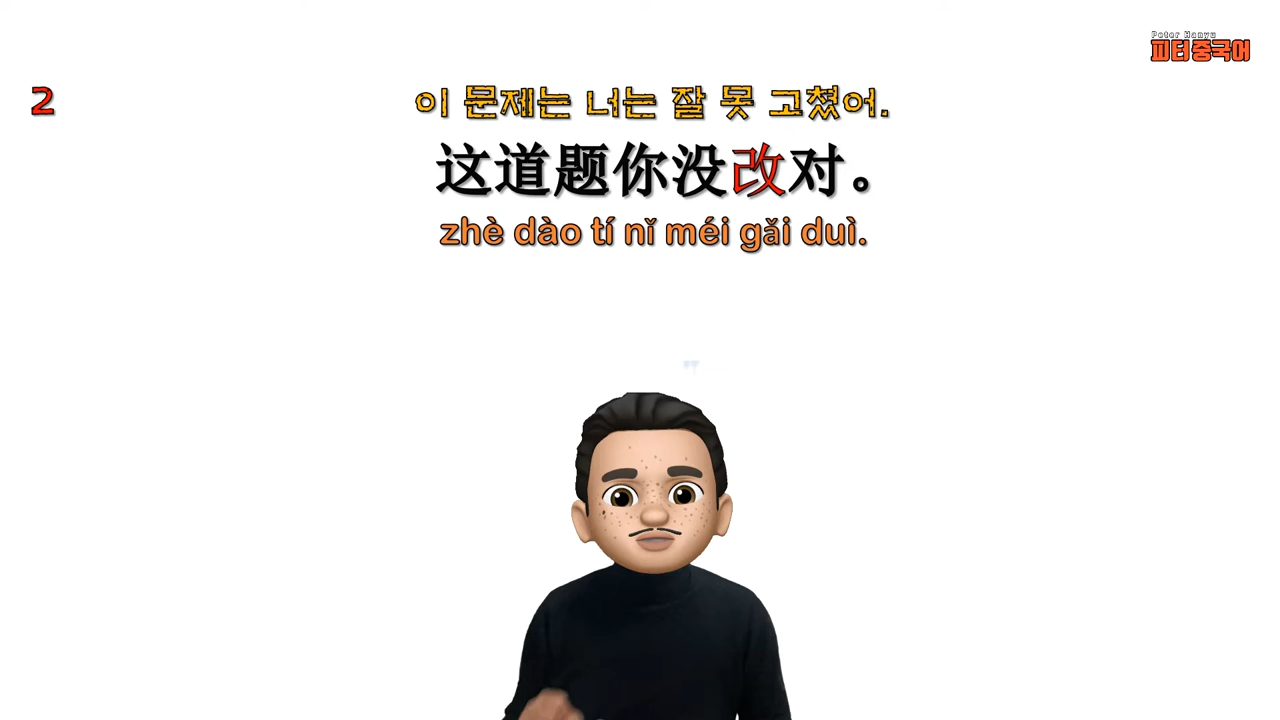 Peter Hanyu
피터중국어
2
이 문제는 너는 잘 못 고쳤어.
这道题你没改对。
zhè dào tí nǐ méi gǎi duì.